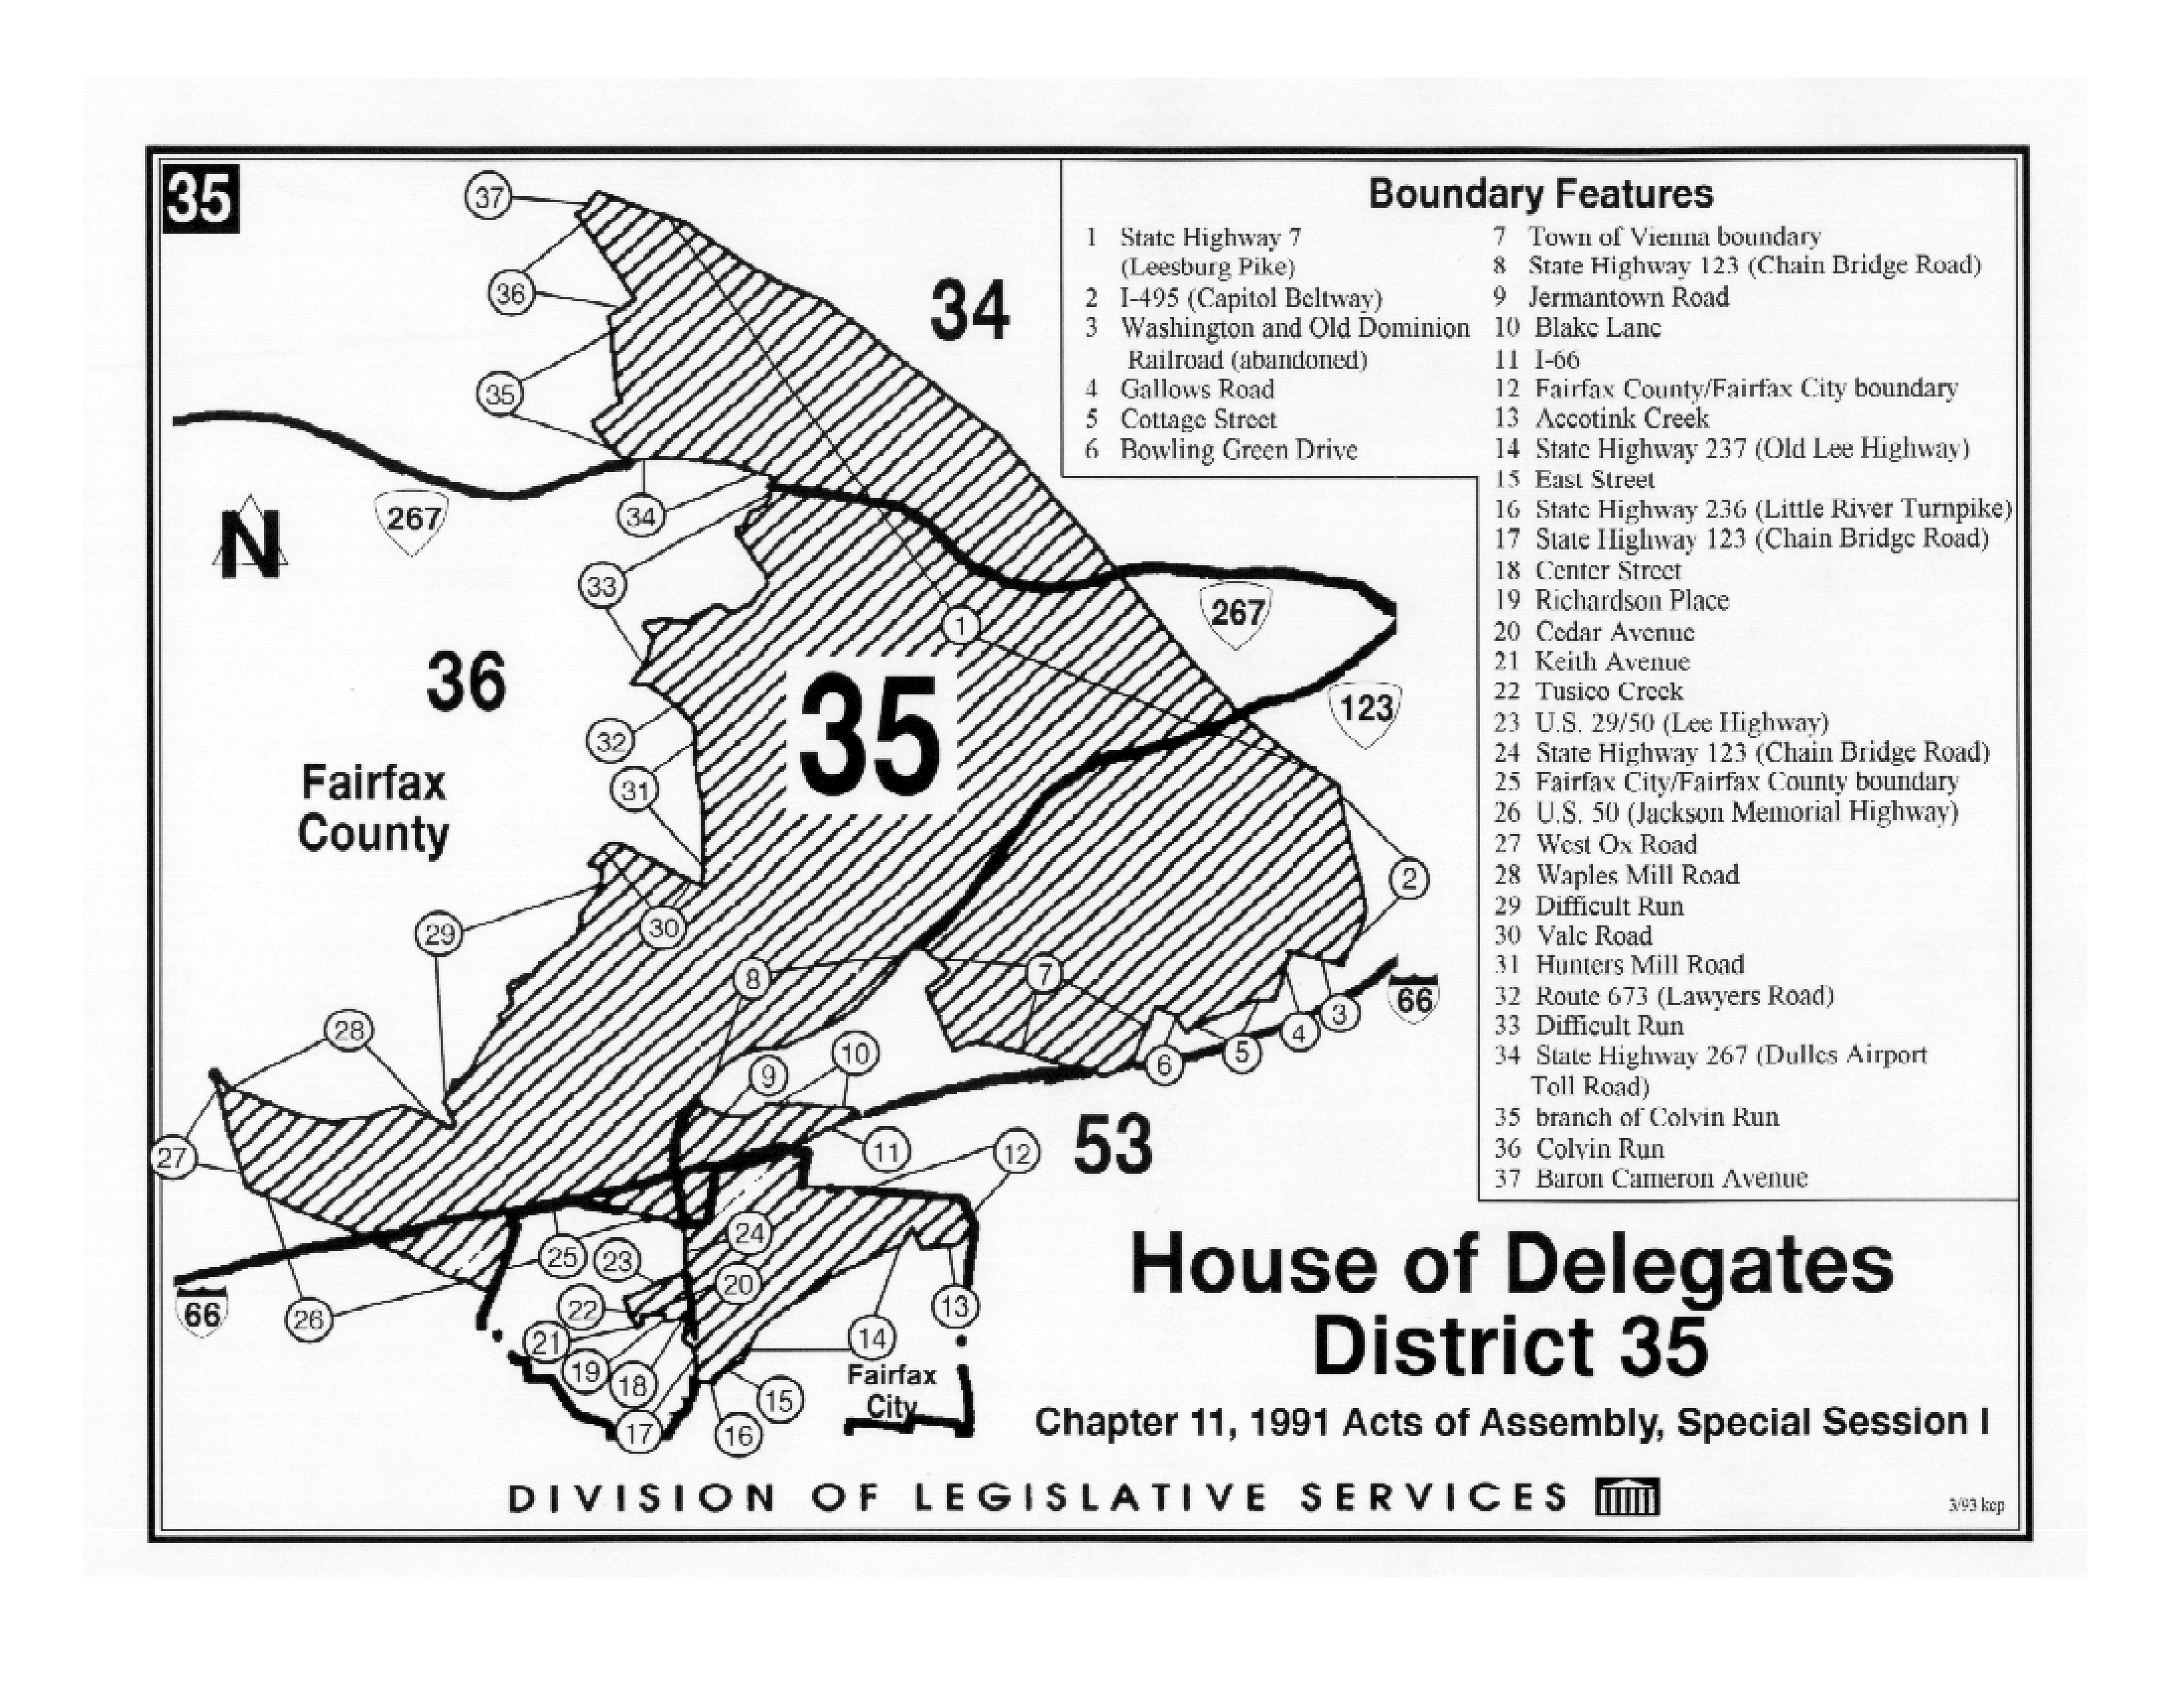 35
Boundary Features
1 State Highway 7
(Leesburg Pike)
2 I-495 (Capitol Beltway)
3 Washington and Old Dominion
Railroad (abandoned)
4 Gallows Road
5 Cottage Street
6 Bowling Green Drive
7 Town of Vienna boundary
8 State Highway 123 (Chain Bridge Road)
9 Jermantown Road
10 Blake Lane
11 I-66
12 Fairfax County/Fairfax City boundary
13 Accotink Creek
14 State Highway 237 (Old Lee Highway)
15 East Street
16 State Highway 236 (Little River Turnpike)
17 State Highway 123 (Chain Bridge Road)
18 Center Street
19 Richardson Place
20 Cedar Avenue
21 Keith Avenue
22 Tusico Creek
23 U.S. 29/50 (Lee Highway)
24 State Highway 123 (Chain Bridge Road)
25 Fairfax City/Fairfax County boundary
26 U.S. 50 (Jackson Memorial Highway)
27 West Ox Road
28 Waples Mill Road
29 Difficult Run
30 Vale Road
31 Hunters Mill Road
32 Route 673 (Lawyers Road)
33 Difficult Run
34 State Highway 267 (Dulles Airport
Toll Road)
35 branch of Colvin Run
36 Colvin Run
37 Baron Cameron Avenue
37
36
34
35
267
N
34
33
1
267
36
35
123
32
31
Fairfax
County
2
30
29
8
7
66
3
4
5
6
28
10
9
11
12
53
27
24
25
23
20
66
26
22
21
13
14
19
18
Fairfax
City
15
17
16
House of Delegates
District 35
Chapter 11, 1991 Acts of Assembly, Special Session I
DIVISION OF LEGISLATIVE SERVICES
3/93 kcp